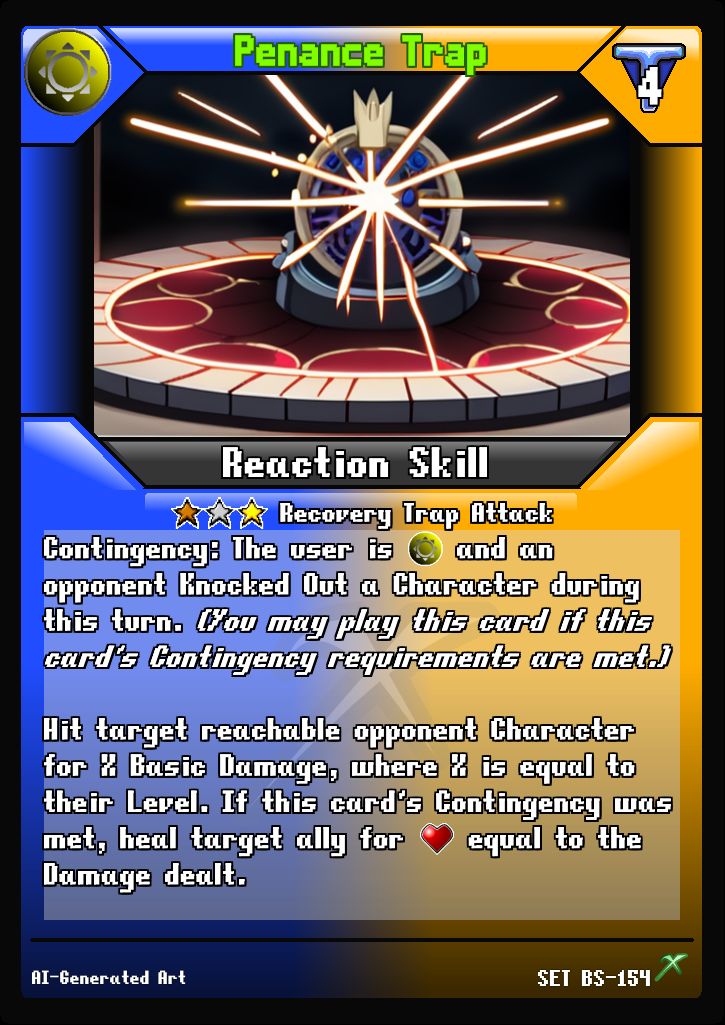 Penance Trap
4
Reaction Skill
Recovery Trap Attack
Contingency: The user is and an
opponent Knocked Out a Character during
this turn. (You may play this card if this
card's Contingency requirements are met.)
Hit target reachable opponent Character
for X Basic Damage, where X is equal to
their Level. If this card's Contingency was
met, heal target ally for equal to the
Damage dealt.
AI-Generated Art
SET BS-154